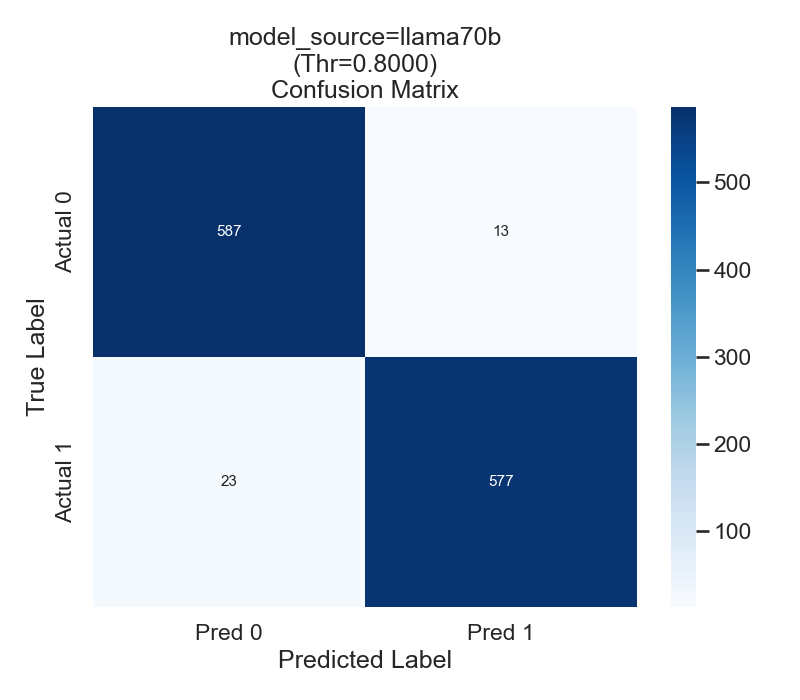 model_source=llama70b
(Thr=0.8000)
Confusion Matrix
True Label
Actual 0
Actual 1
587
13
23
577
Pred 0
Pred 1
Predicted Label
500
400
300
200
100